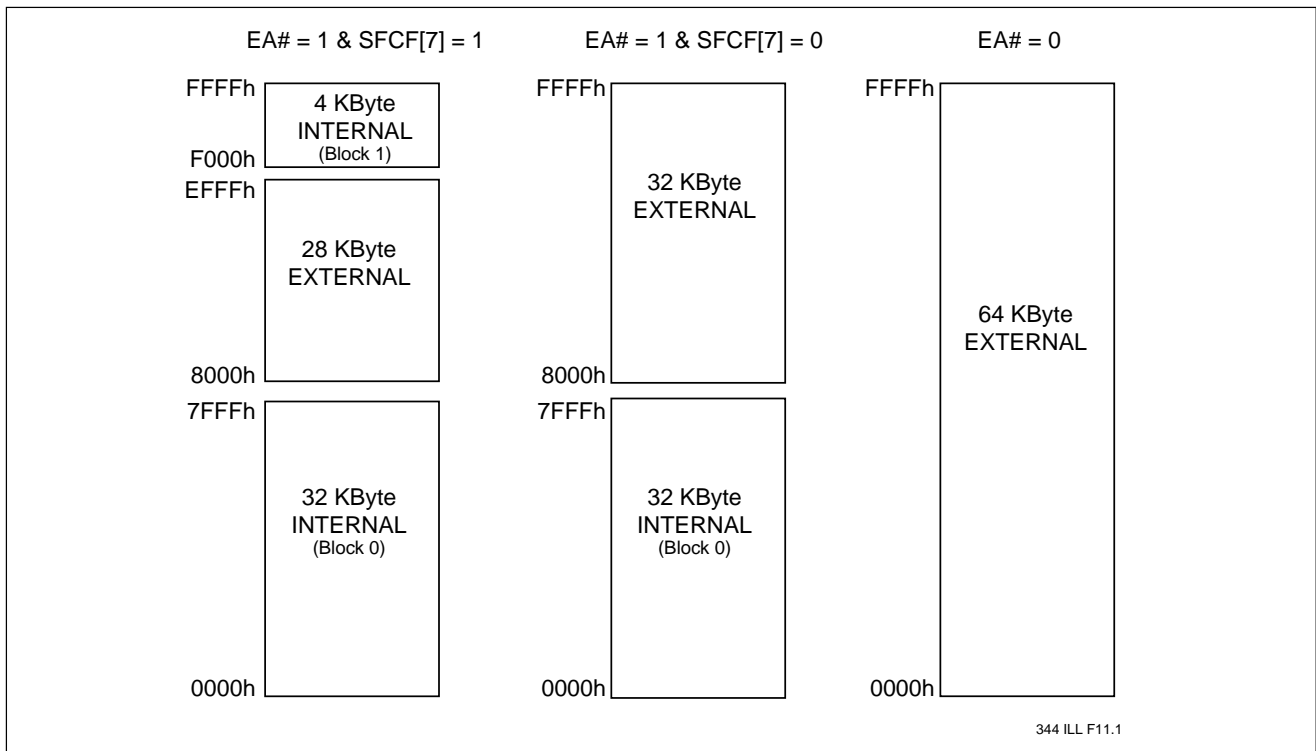 EA# = 1 & SFCF[7] = 1
FFFFh
4 KByte
INTERNAL
(Block 1)
F000h
EFFFh
28 KByte
EXTERNAL
8000h
7FFFh
32 KByte
INTERNAL
(Block 0)
0000h
EA# = 1 & SFCF[7] = 0
FFFFh
32 KByte
EXTERNAL
8000h
7FFFh
32 KByte
INTERNAL
(Block 0)
0000h
EA# = 0
FFFFh
64 KByte
EXTERNAL
0000h
344 ILL F11.1